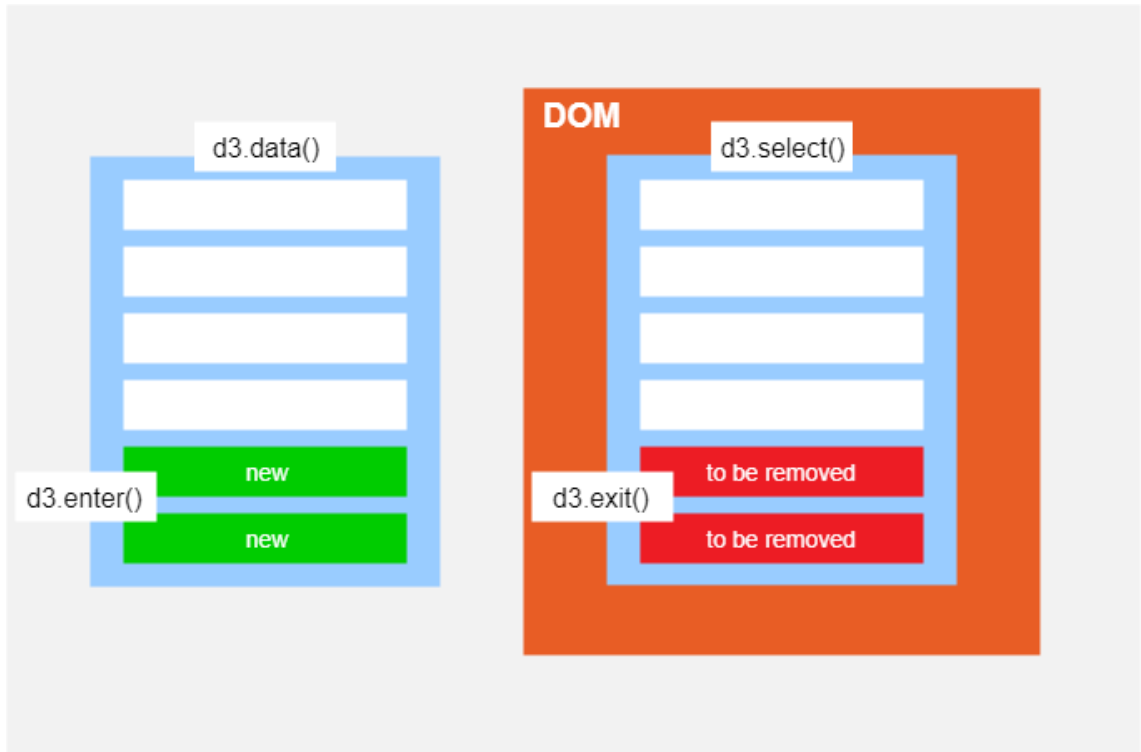 DOM
d3.data()
d3.select()
new
to be removed
d3.enter()
d3.exit()
new
to be removed